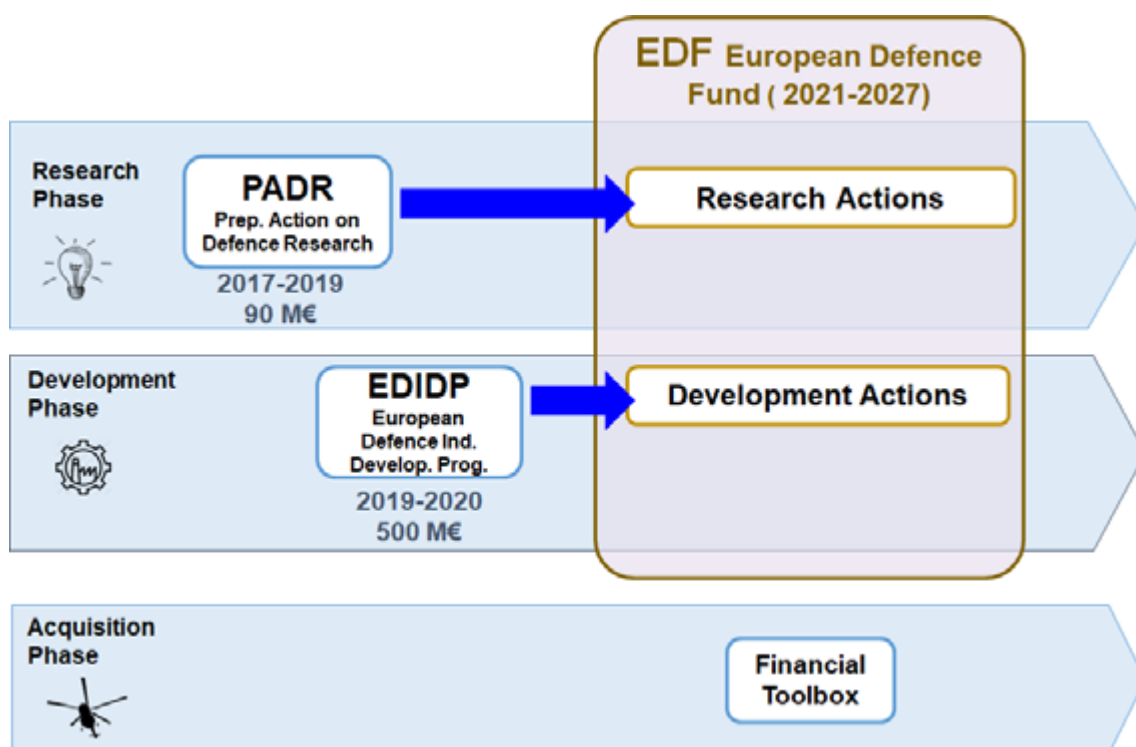 EDF European Defence
Fund ( 2021-2027)
Research
Phase
PADR
Prep. Action on
Defence Research
2017-2019
90 M€
Research Actions
Development
Phase
EDIDP
European
Defence Ind.
Develop. Prog.
2019-2020
500 M€
Development Actions
Acquisition
Phase
Financial
Toolbox